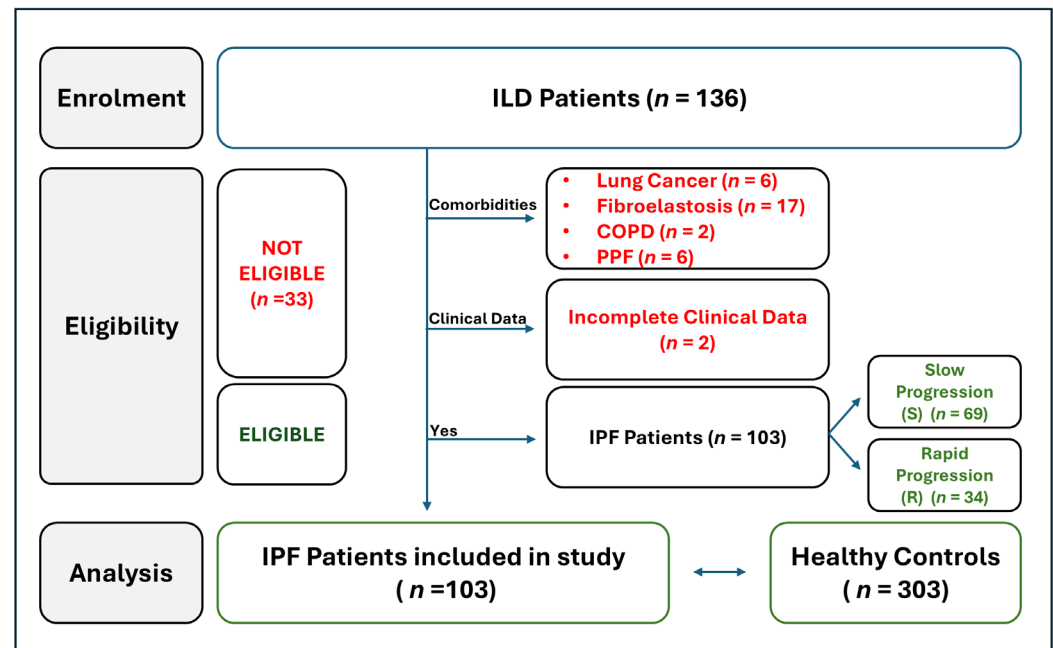 Enrolment
ILD Patients (n = 136)
Eligibility
NOT
ELIGIBLE
(n =33)
Comorbidities
• Lung Cancer (n = 6)
• Fibroelastosis (n = 17)
• COPD (n = 2)
• PPF (n = 6)
Clinical Data
Incomplete Clinical Data
(n = 2)
ELIGIBLE
Yes
IPF Patients (n = 103)
Slow
Progression
(S) (n = 69)
Rapid
Progression
(R) (n = 34)
Analysis
IPF Patients included in study
( n =103)
Healthy Controls
( n = 303)